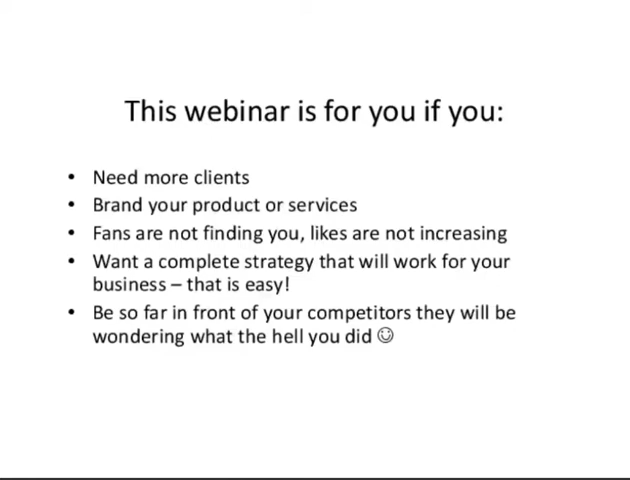 This webinar is for you if you:
• Need more clients
• Brand your product or services
• Fans are not finding you, likes are not increasing
• Want a complete strategy that will work for your
business – that is easy!
• Be so far in front of your competitors they will be
wondering what the hell you did ☺